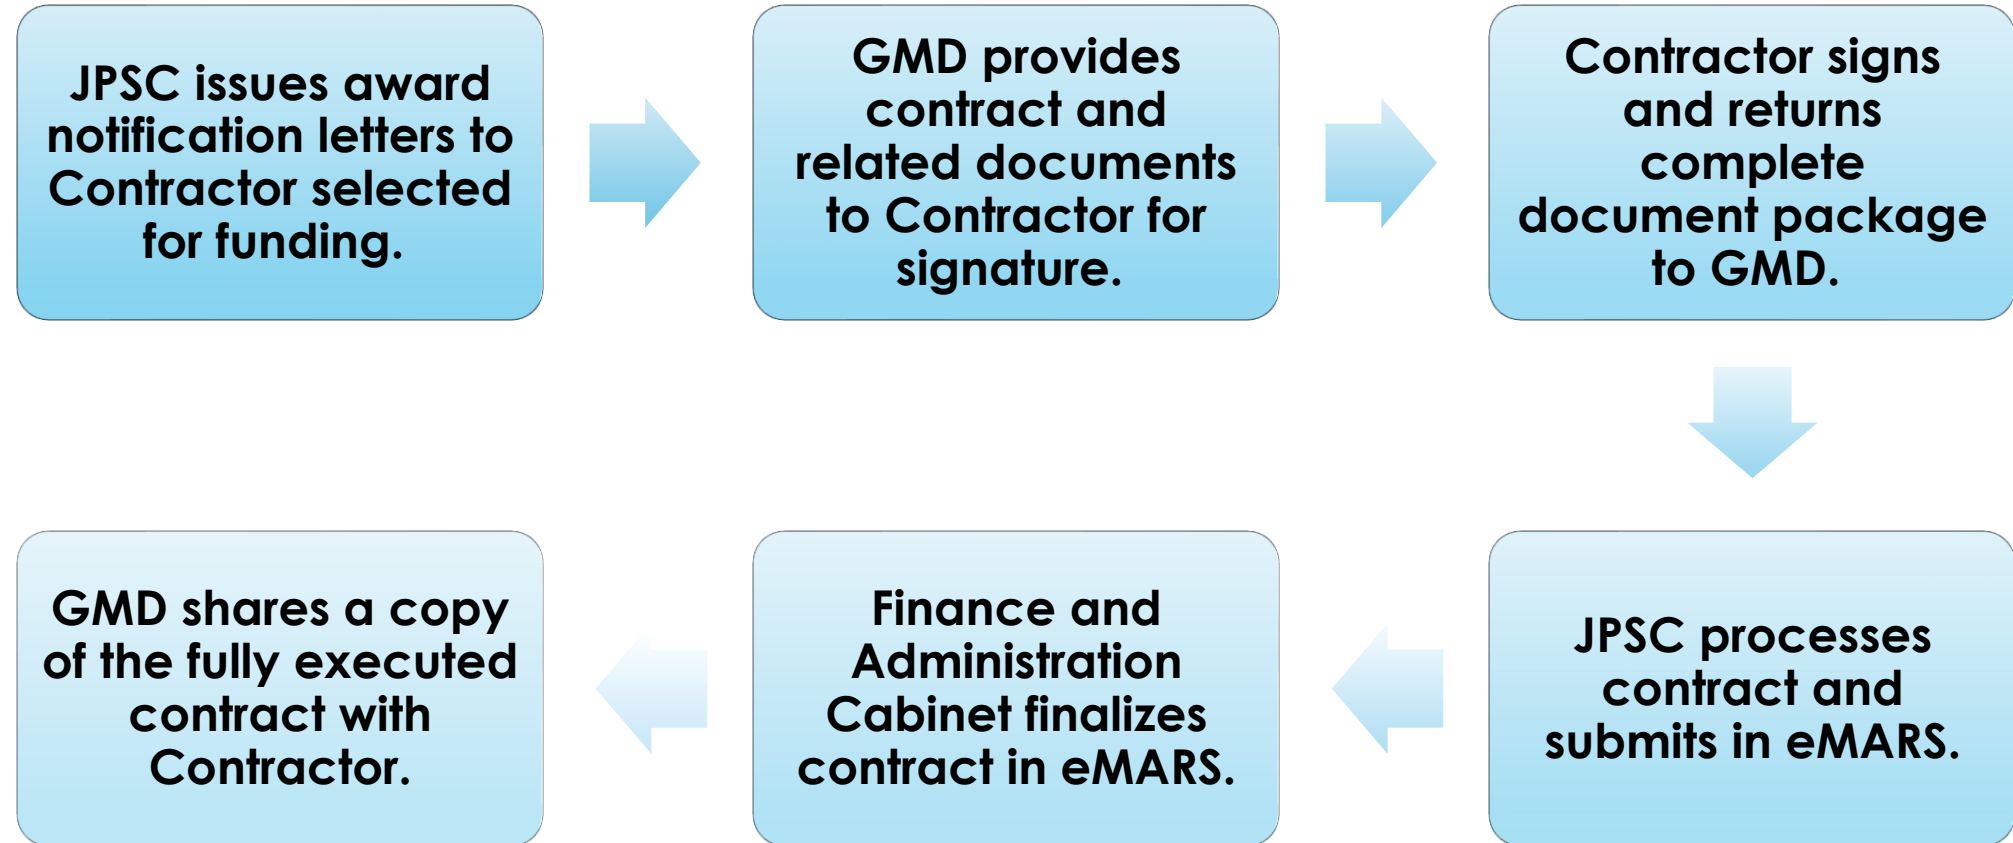 JPSC issues award
notification letters to
Contractor selected
for funding.
GMD provides
contract and
related documents
to Contractor for
signature.
Contractor signs
and returns
complete
document package
to GMD.
JPSC processes
contract and
submits in eMARS.
Finance and
Administration
Cabinet finalizes
contract in eMARS.
GMD shares a copy
of the fully executed
contract with
Contractor.